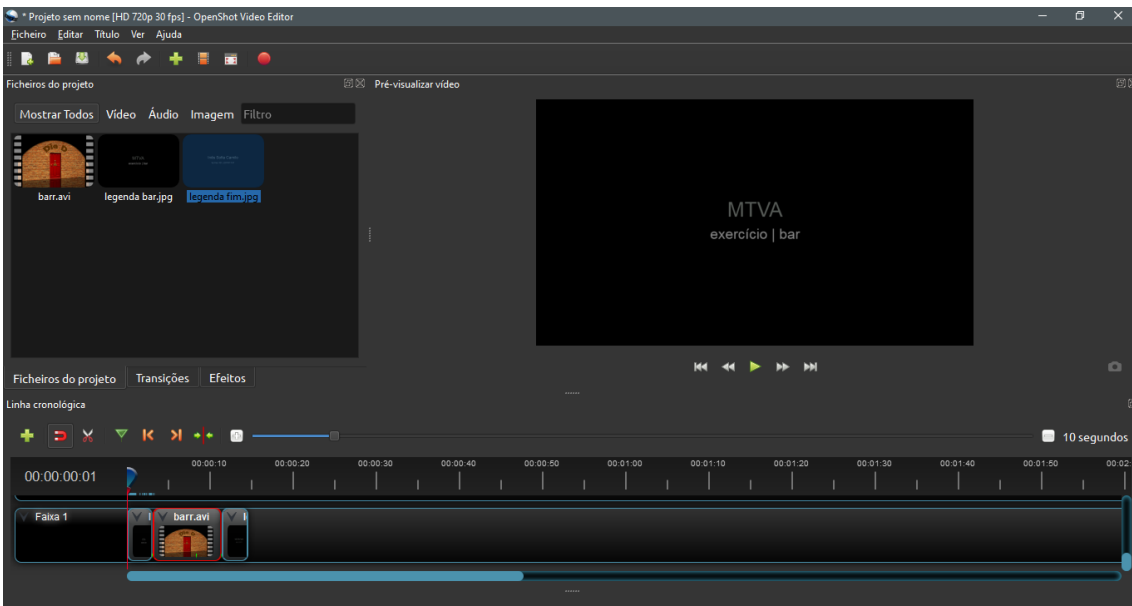 * Projeto sem nome [HD 720p 30 fps] - OpenShot Video Editor
Ficheiro Editar Título Ver Ajuda
Ficheiros do projeto
Pré-visualizar vídeo
Mostrar Todos Vídeo Áudio Imagem Filtro
Dia D
MTVA
barr.avi legenda bar.jpg legenda fim.jpg
MTVA
exercício | bar
Ficheiros do projeto Transições Efeitos
Linha cronológica
10 segundos
00:00:00:01
00:00:10 00:00:20 00:00:30 00:00:40 00:00:50 00:01:00 00:01:10 00:01:20 00:01:30 00:01:40 00:01:50 00:02:
Faixa 1
l barr.avi l